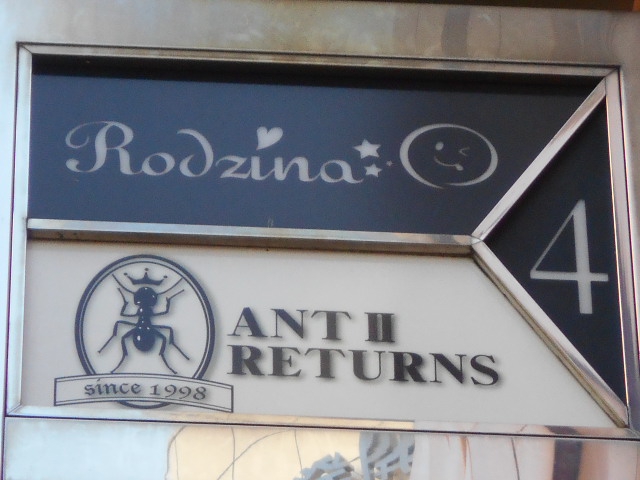 Rodzina
4
ANT II
RETURNS
since 1998